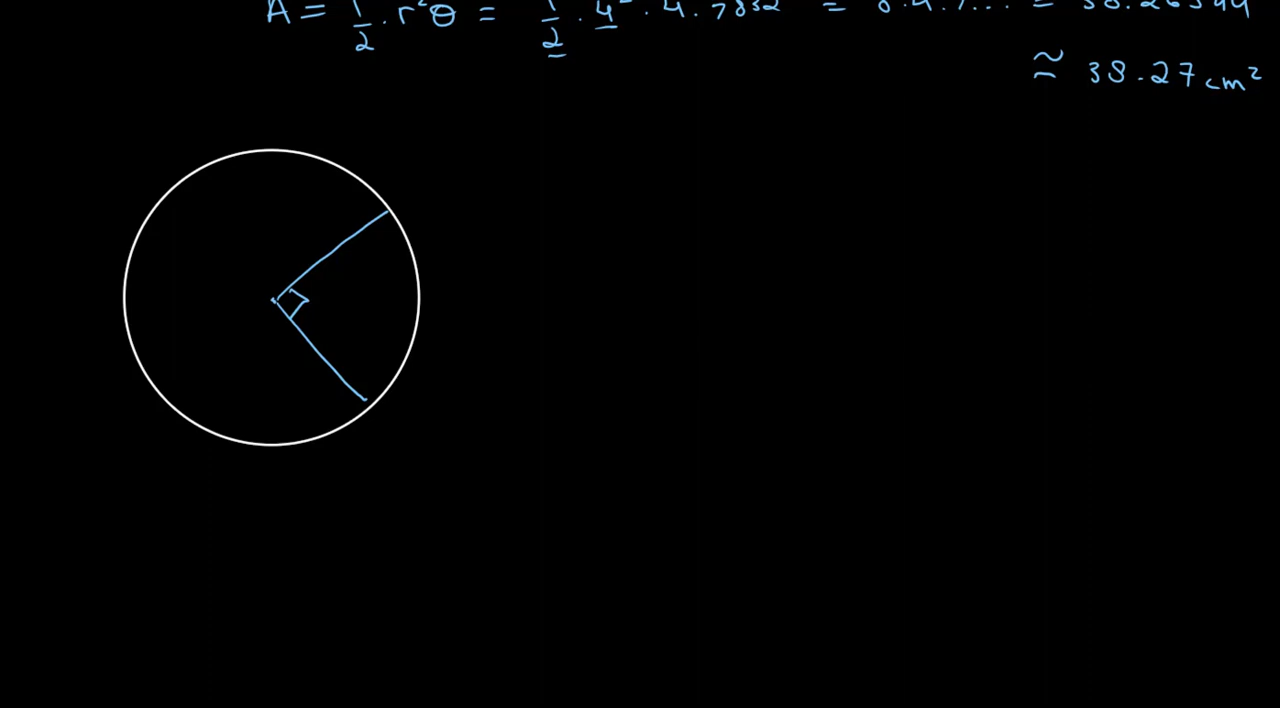 A = 1/2 · r²θ = 1/2 · 4² · 4.7832 = 8 · 4.7... = 38.26544
≈ 38.27 cm²